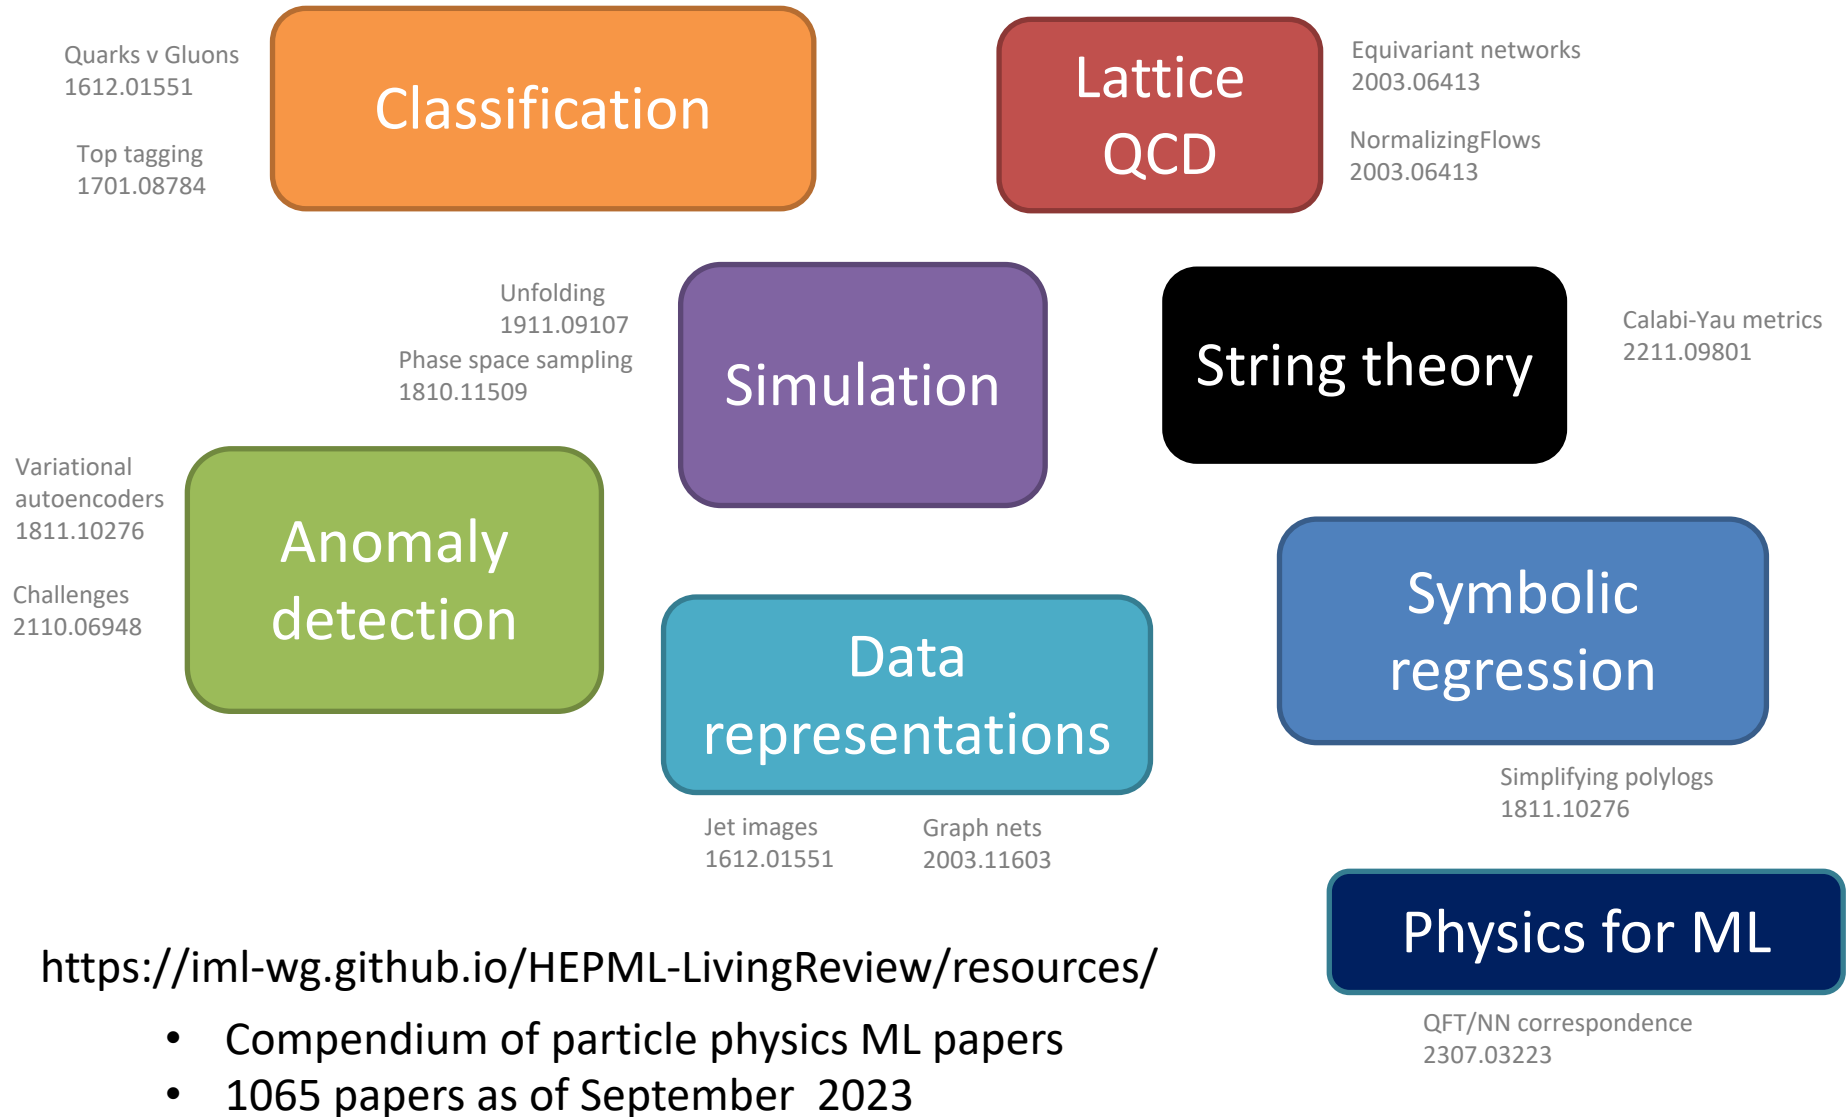 Quarks v Gluons
1612.01551
Top tagging
1701.08784
Classification
Lattice
QCD
Equivariant networks
2003.06413
NormalizingFlows
2003.06413
Unfolding
1911.09107
Phase space sampling
1810.11509
Simulation
String theory
Calabi-Yau metrics
2211.09801
Variational
autoencoders
1811.10276
Challenges
2110.06948
Anomaly
detection
Data
representations
Symbolic
regression
Simplifying polylogs
1811.10276
Jet images
1612.01551
Graph nets
2003.11603
Physics for ML
QFT/NN correspondence
2307.03223
https://iml-wg.github.io/HEPML-LivingReview/resources/
• Compendium of particle physics ML papers
• 1065 papers as of September  2023